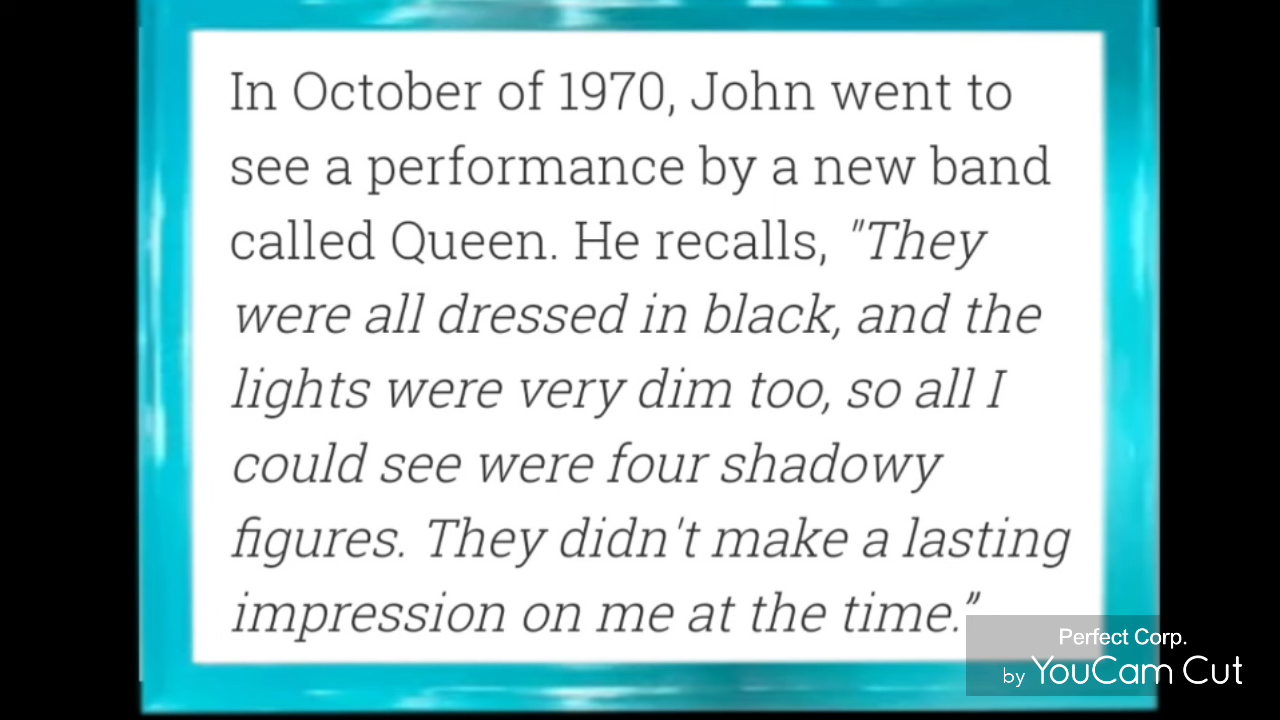 In October of 1970, John went to
see a performance by a new band
called Queen. He recalls, "They
were all dressed in black, and the
lights were very dim too, so all I
could see were four shadowy
figures. They didn't make a lasting
impression on me at the time.”
Perfect Corp.
by YouCam Cut